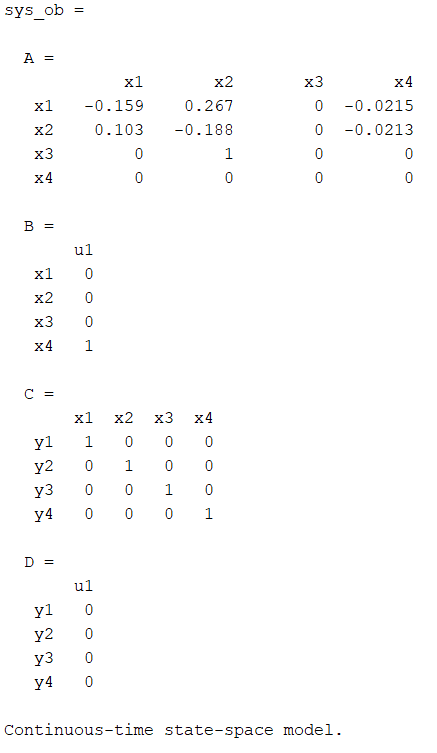 sys_ob =
A =
x1 x2 x3 x4
x1 -0.159 0.267 0 -0.0215
x2 0.103 -0.188 0 -0.0213
x3 0 1 0 0
x4 0 0 0 0
B =
u1
x1 0
x2 0
x3 0
x4 1
C =
x1 x2 x3 x4
y1 1 0 0 0
y2 0 1 0 0
y3 0 0 1 0
y4 0 0 0 1
D =
u1
y1 0
y2 0
y3 0
y4 0
Continuous-time state-space model.